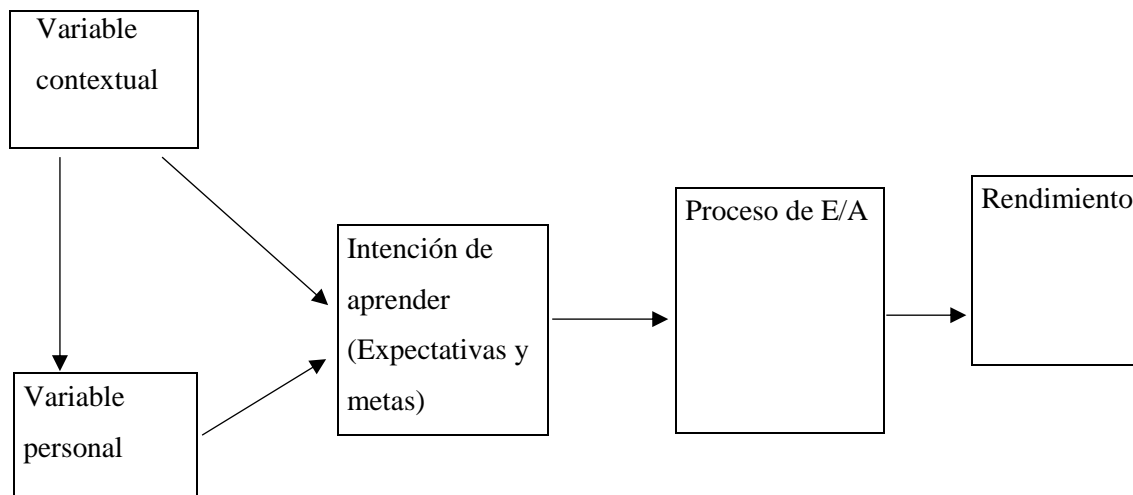 Variable
contextual
Variable
personal
Intención de
aprender
(Expectativas y
metas)
Proceso de E/A
Rendimiento